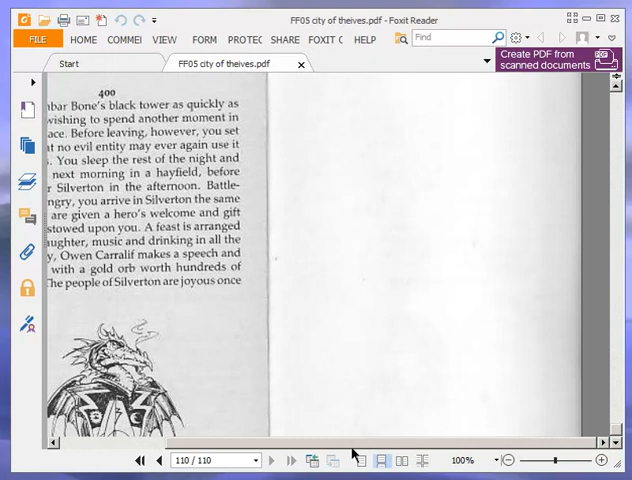 FF05 city of theives.pdf - Foxit Reader
FILE HOME COMMEI VIEW FORM PROTEC SHARE FOXIT C HELP Find
Start FF05 city of theives.pdf
Create PDF from
scanned documents
400
Bone's black tower as quickly as
wishing to spend another moment in
ace. Before leaving, however, you set
at no evil entity may ever again use it
. You sleep the rest of the night and
next morning in a hayfield, before
r Silverton in the afternoon. Battle-
ngry, you arrive in Silverton the same
are given a hero's welcome and gift
stowed upon you. A feast is arranged
aughter, music and drinking in all the
y, Owen Carralif makes a speech and
with a gold orb worth hundreds of
The people of Silverton are joyous once
110 / 110 100%